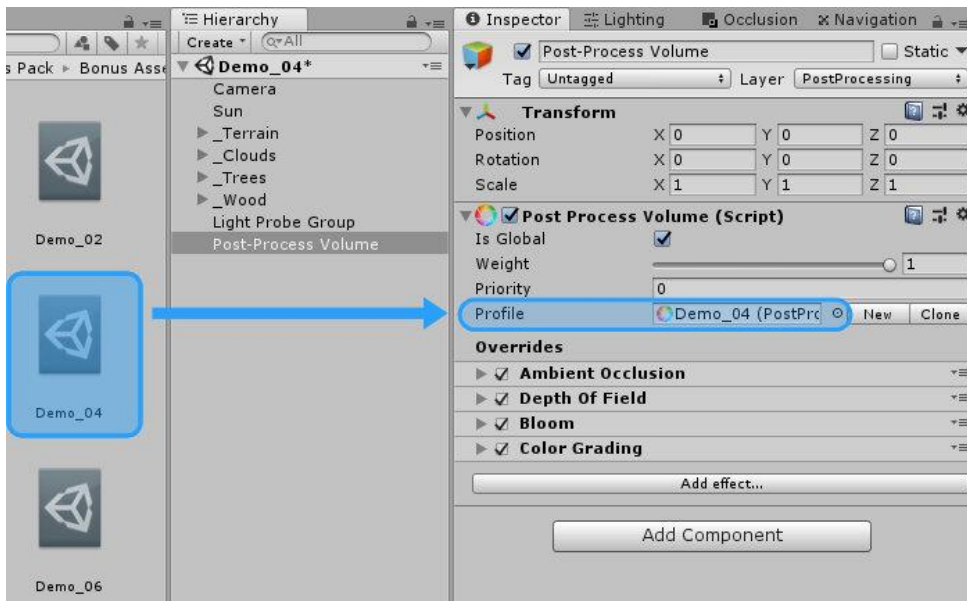 s Pack ▸ Bonus Asse
Demo_02
Demo_04
Demo_06
Hierarchy
Create
All
Demo_04*
Camera
Sun
_Terrain
_Clouds
_Trees
_Wood
Light Probe Group
Post-Process Volume
Inspector Lighting Occlusion Navigation
Post-Process Volume Static
Tag Untagged Layer PostProcessing
Transform
Position X 0 Y 0 Z 0
Rotation X 0 Y 0 Z 0
Scale X 1 Y 1 Z 1
Post Process Volume (Script)
Is Global
Weight 1
Priority 0
Profile Demo_04 (PostPrc New Clone
Overrides
Ambient Occlusion
Depth Of Field
Bloom
Color Grading
Add effect...
Add Component